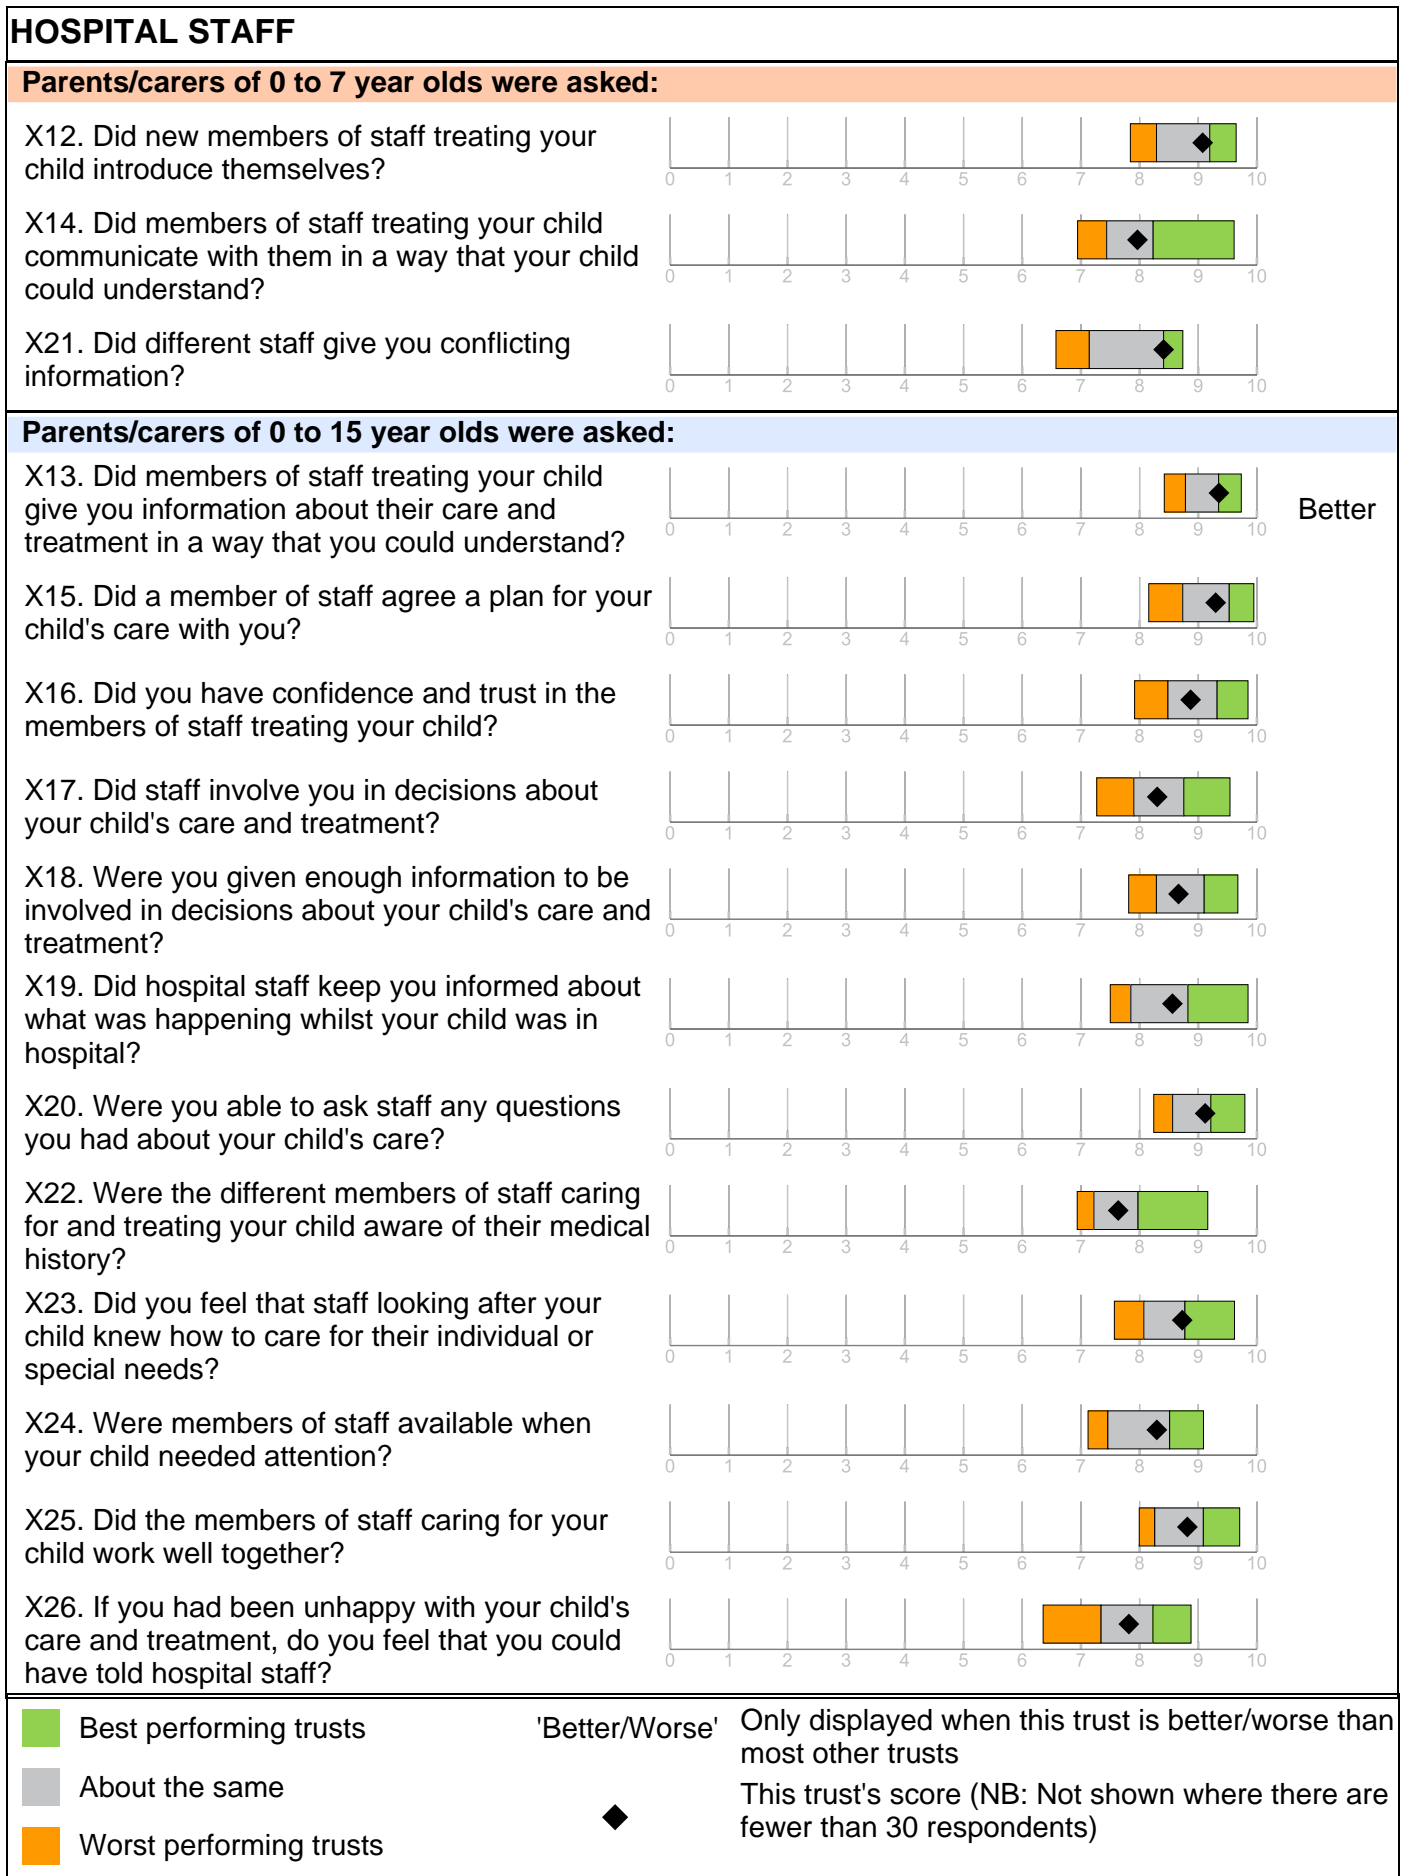 HOSPITAL STAFF
Parents/carers of 0 to 7 year olds were asked:
X12. Did new members of staff treating your
child introduce themselves?
0 1 2 3 4 5 6 7 8 9 10
X14. Did members of staff treating your child
communicate with them in a way that your child
could understand?
0 1 2 3 4 5 6 7 8 9 10
X21. Did different staff give you conflicting
information?
0 1 2 3 4 5 6 7 8 9 10
Parents/carers of 0 to 15 year olds were asked:
X13. Did members of staff treating your child
give you information about their care and
treatment in a way that you could understand?
0 1 2 3 4 5 6 7 8 9 10
Better
X15. Did a member of staff agree a plan for your
child's care with you?
0 1 2 3 4 5 6 7 8 9 10
X16. Did you have confidence and trust in the
members of staff treating your child?
0 1 2 3 4 5 6 7 8 9 10
X17. Did staff involve you in decisions about
your child's care and treatment?
0 1 2 3 4 5 6 7 8 9 10
X18. Were you given enough information to be
involved in decisions about your child's care and
treatment?
0 1 2 3 4 5 6 7 8 9 10
X19. Did hospital staff keep you informed about
what was happening whilst your child was in
hospital?
0 1 2 3 4 5 6 7 8 9 10
X20. Were you able to ask staff any questions
you had about your child's care?
0 1 2 3 4 5 6 7 8 9 10
X22. Were the different members of staff caring
for and treating your child aware of their medical
history?
0 1 2 3 4 5 6 7 8 9 10
X23. Did you feel that staff looking after your
child knew how to care for their individual or
special needs?
0 1 2 3 4 5 6 7 8 9 10
X24. Were members of staff available when
your child needed attention?
0 1 2 3 4 5 6 7 8 9 10
X25. Did the members of staff caring for your
child work well together?
0 1 2 3 4 5 6 7 8 9 10
X26. If you had been unhappy with your child's
care and treatment, do you feel that you could
have told hospital staff?
0 1 2 3 4 5 6 7 8 9 10
Best performing trusts
About the same
Worst performing trusts
'Better/Worse'
Only displayed when this trust is better/worse than
most other trusts
This trust's score (NB: Not shown where there are
fewer than 30 respondents)